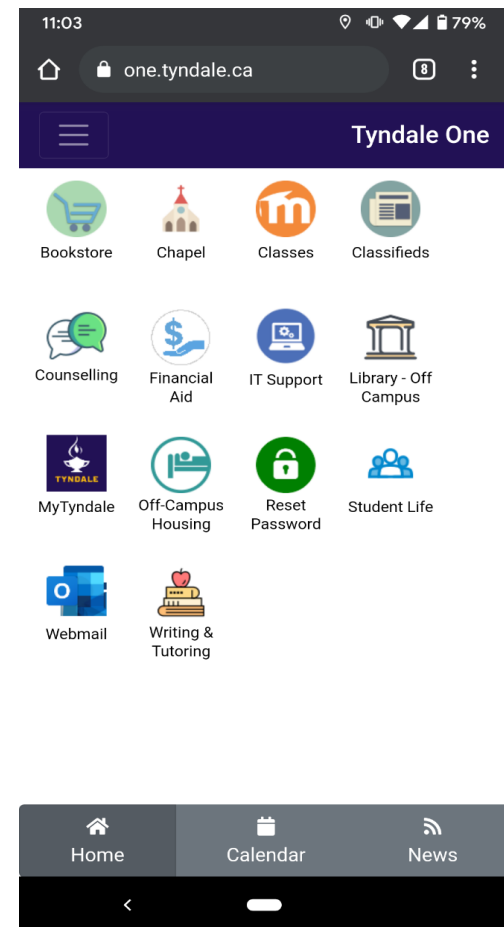 11:03
79%
one.tyndale.ca
8
Tyndale One
Bookstore
Chapel
Classes
Classifieds
Counselling
Financial
Aid
IT Support
Library - Off
Campus
TYNDALE
MyTyndale
Off-Campus
Housing
Reset
Password
Student Life
Webmail
Writing &
Tutoring
Home
Calendar
News